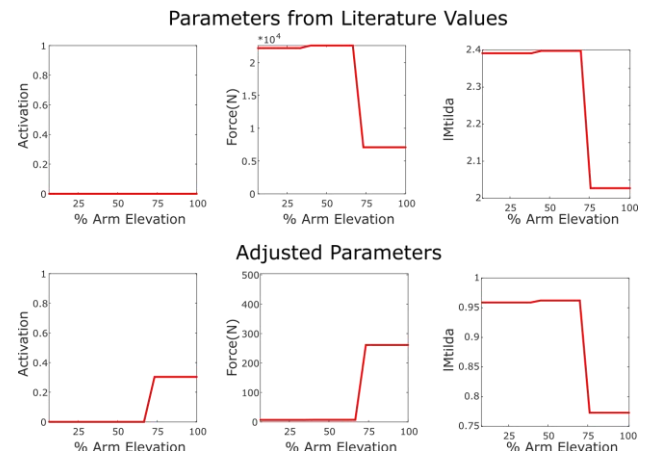 Parameters from Literature Values
Activation
1
0.8
0.6
0.4
0.2
0
25 50 75 100
% Arm Elevation
*10⁴
Force(N)
2
1.5
1
0.5
0
25 50 75 100
% Arm Elevation
lMtilda
2.4
2.3
2.2
2.1
2
25 50 75 100
% Arm Elevation
Adjusted Parameters
Activation
1
0.8
0.6
0.4
0.2
0
25 50 75 100
% Arm Elevation
Force(N)
500
400
300
200
100
0
25 50 75 100
% Arm Elevation
lMtilda
1
0.95
0.9
0.85
0.8
0.75
25 50 75 100
% Arm Elevation